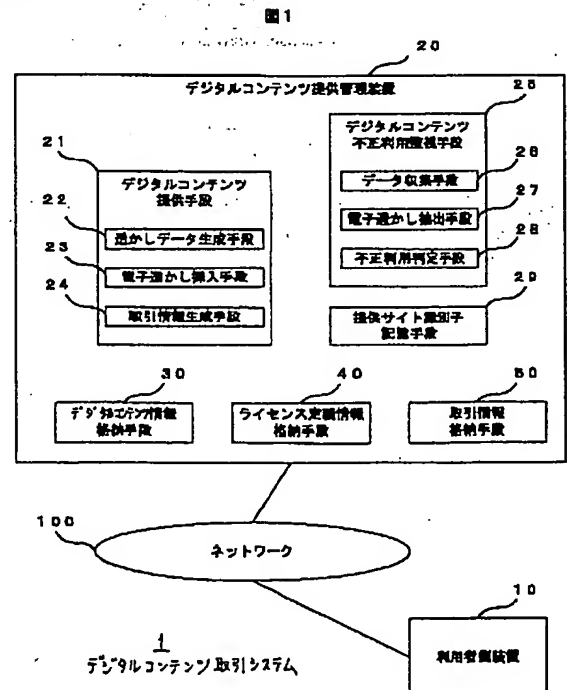 図1
20
デジタルコンテンツ提供管理装置
25
デジタルコンテンツ
不正利用監視手段
26
データ収集手段
27
電子透かし抽出手段
28
不正利用判定手段
21
デジタルコンテンツ
提供手段
22
透かしデータ生成手段
23
電子透かし挿入手段
24
取引情報生成手段
29
提供サイト識別子
記憶手段
30
デジタルコンテンツ情報
格納手段
40
ライセンス定義情報
格納手段
50
取引情報
格納手段
100
ネットワーク
10
利用者側装置
1
デジタルコンテンツ取引システム